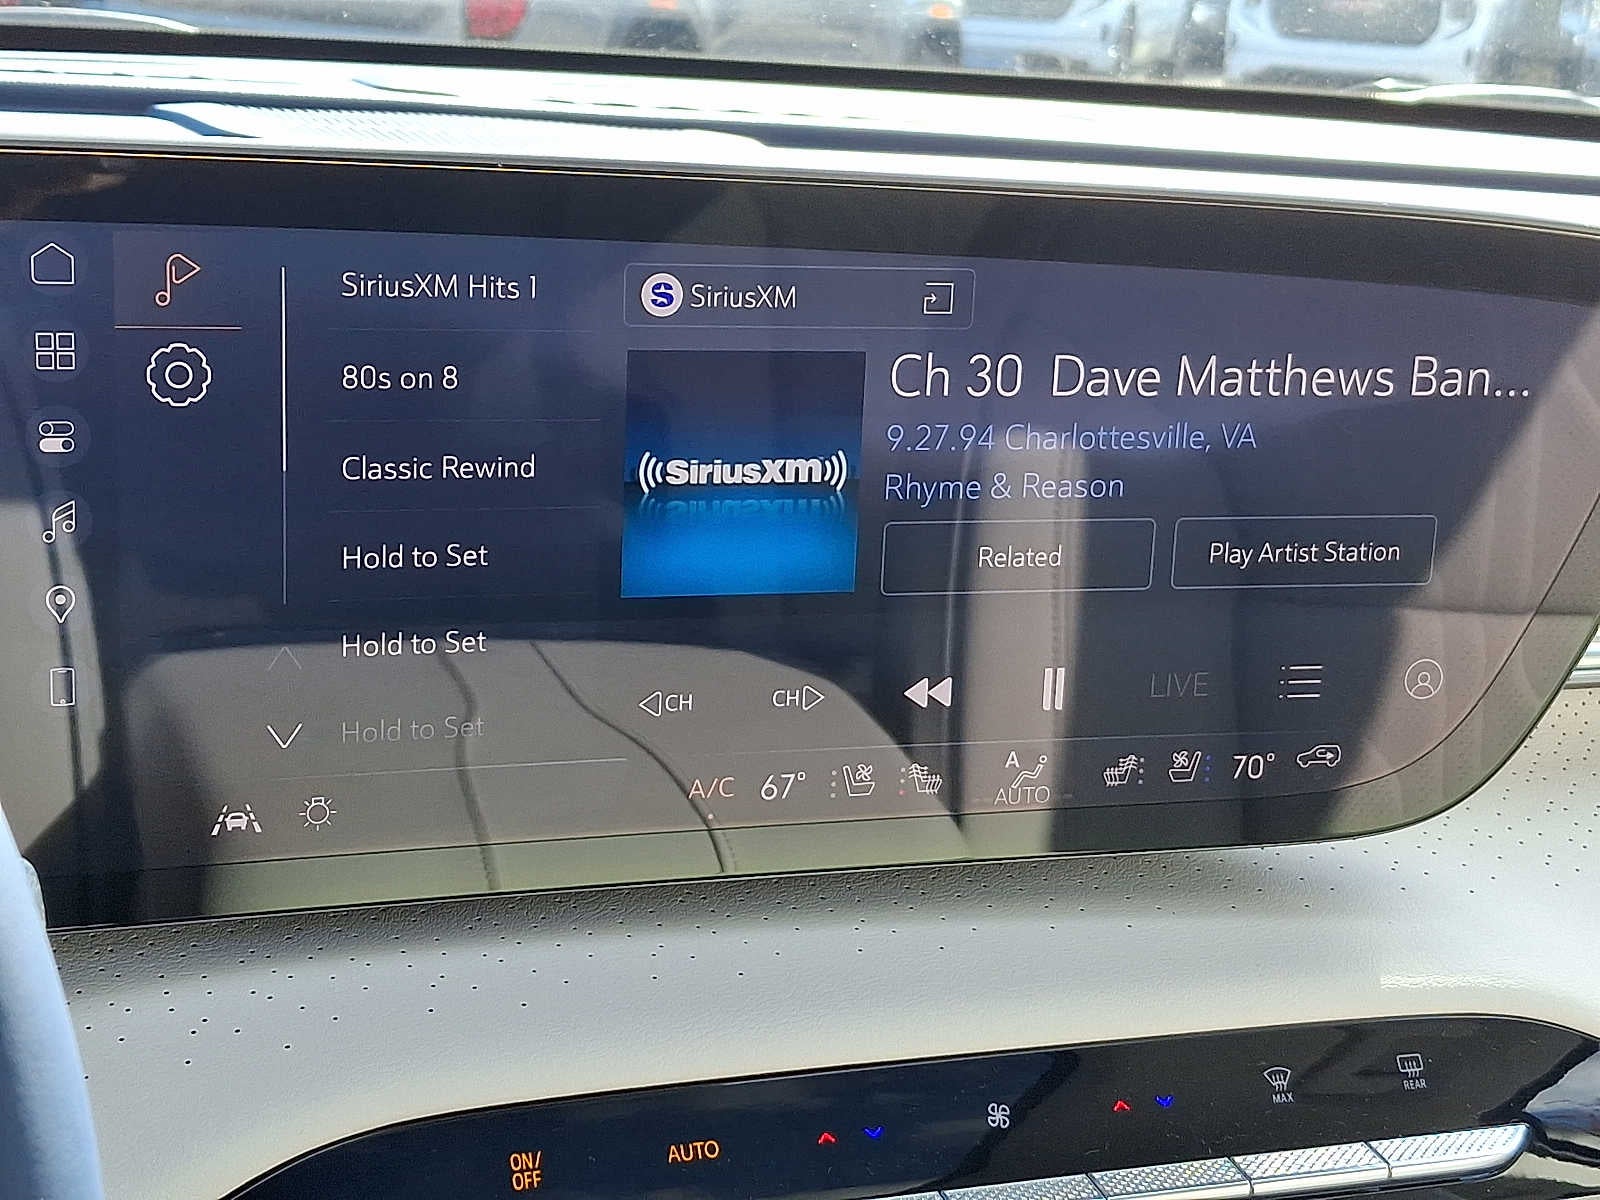 SiriusXM Hits 1
80s on 8
Classic Rewind
Hold to Set
Hold to Set
Hold to Set
SiriusXM
((SiriusXM))
Ch 30 Dave Matthews Ban...
9.27.94 Charlottesville, VA
Rhyme & Reason
Related
Play Artist Station
CH
CH
LIVE
A/C 67°
A
AUTO
70°
ON/
OFF
AUTO
MAX
REAR